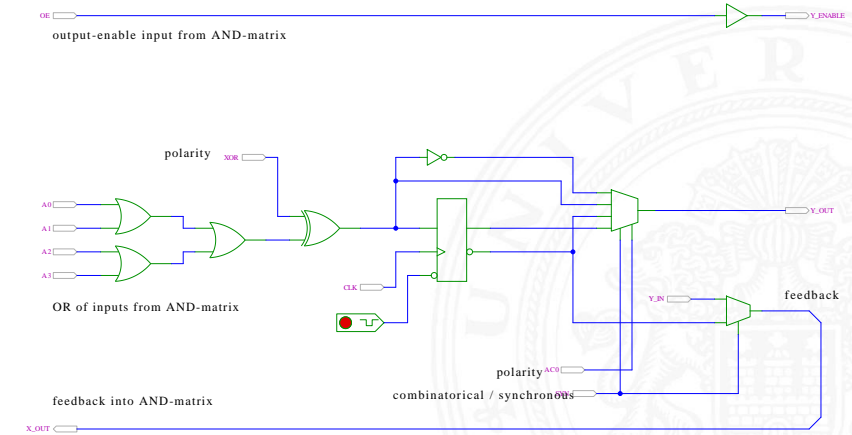 OE
Y_ENABLE
output-enable input from AND-matrix
polarity XOR
A0
A1
Y_OUT
A2
A3
CLK
OR of inputs from AND-matrix
Y_IN
feedback
polarity AC0
combinatorical / synchronous
feedback into AND-matrix
X_OUT
UNIVER